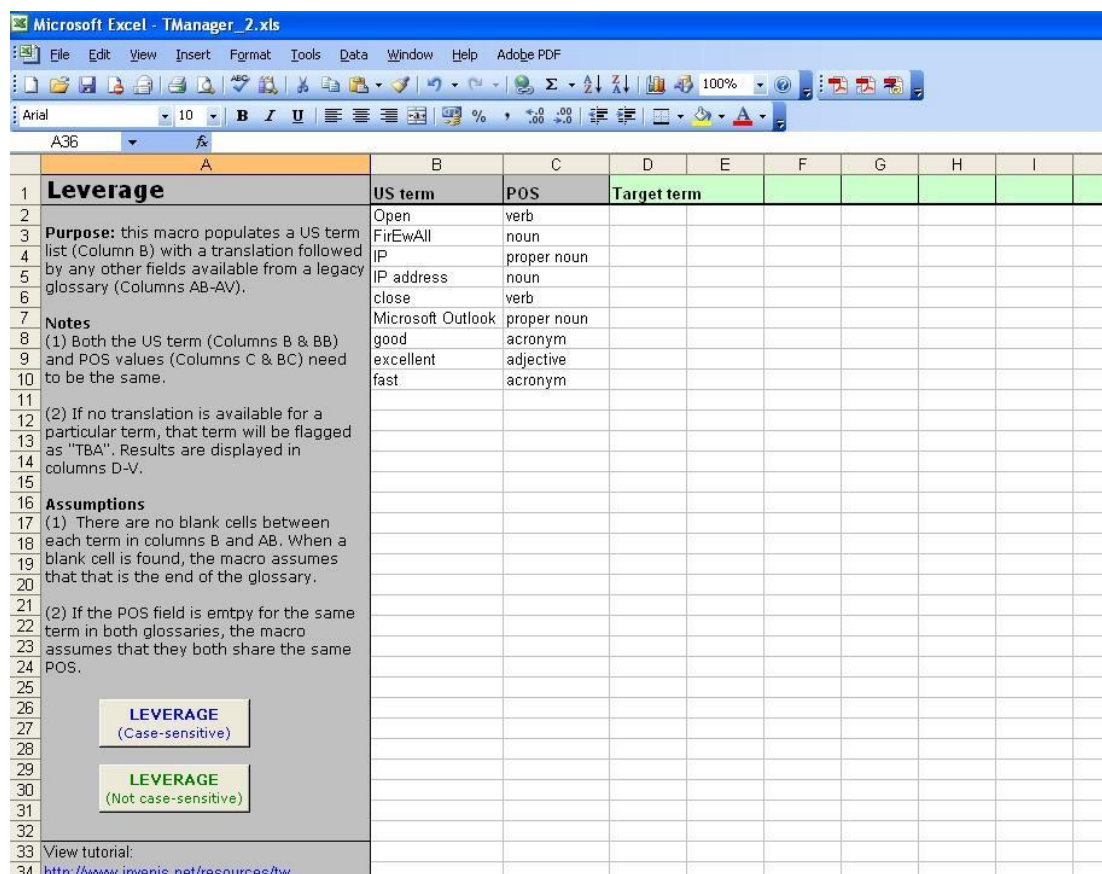 Microsoft Excel - TManager_2.xls
File Edit View Insert Format Tools Data Window Help Adobe PDF
100%
Arial 10 B I U
A36 fx
A B C D E F G H I
1 Leverage US term POS Target term
2 Open verb
3 FirEwAll noun
4 IP proper noun
5 IP address noun
6 close verb
7 Microsoft Outlook proper noun
8 good acronym
9 excellent adjective
10 fast acronym
11
12
13
14
15
16
17
18
19
20
21
22
23
24
25
26
27
28
29
30
31
32
33
34
Purpose: this macro populates a US term
list (Column B) with a translation followed
by any other fields available from a legacy
glossary (Columns AB-AV).
Notes
(1) Both the US term (Columns B & BB)
and POS values (Columns C & BC) need
to be the same.
(2) If no translation is available for a
particular term, that term will be flagged
as "TBA". Results are displayed in
columns D-V.
Assumptions
(1) There are no blank cells between
each term in columns B and AB. When a
blank cell is found, the macro assumes
that that is the end of the glossary.
(2) If the POS field is emtpy for the same
term in both glossaries, the macro
assumes that they both share the same
POS.
LEVERAGE
(Case-sensitive)
LEVERAGE
(Not case-sensitive)
View tutorial:
http://www.invenis.net/resources/tw